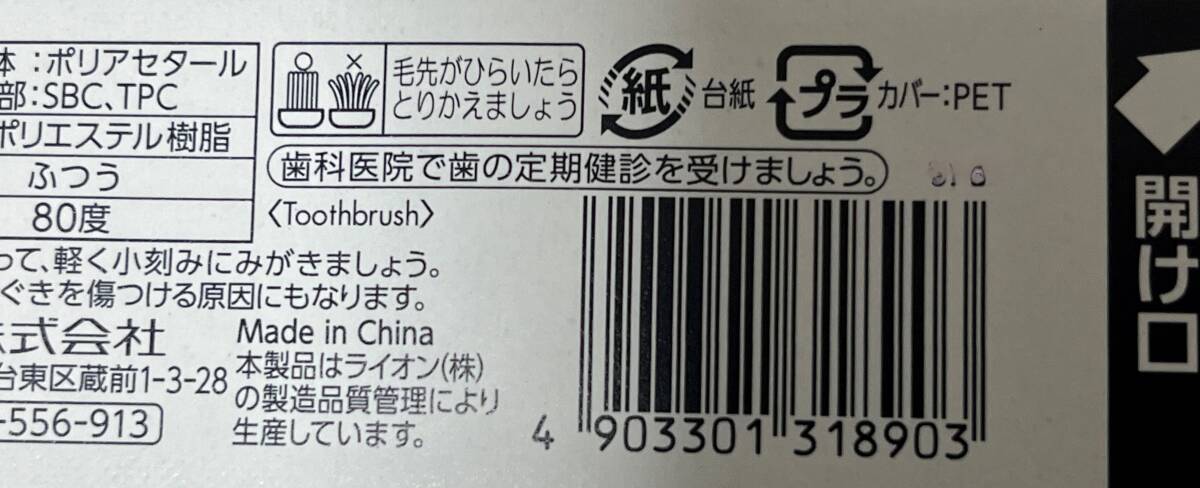 体：ポリアセタール
部：SBC、TPC
ポリエステル樹脂
ふつう
80度
毛先がひらいたら
とりかえましょう
紙 台紙
プラ カバー：PET
歯科医院で歯の定期健診を受けましょう。
〈Toothbrush〉
って、軽く小刻みにみがきましょう。
ぐきを傷つける原因にもなります。
株式会社
台東区蔵前1-3-28
-556-913
Made in China
本製品はライオン(株)
の製造品質管理により
生産しています。
4 903301 318903
開け口